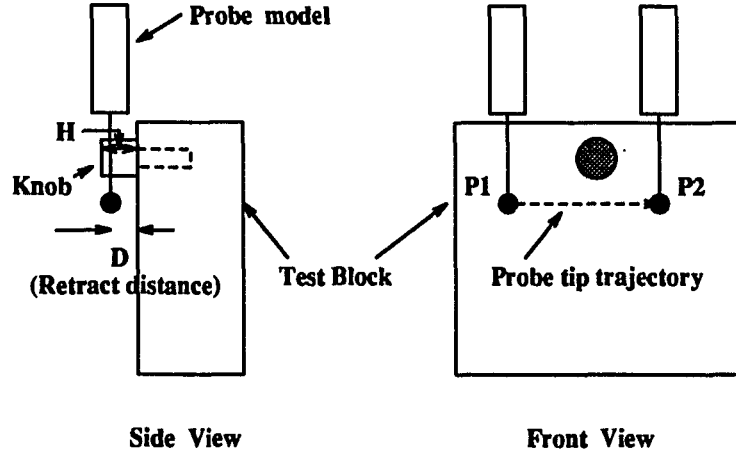 Probe model
H
Knob
P1
P2
D
(Retract distance)
Test Block
Probe tip trajectory
Side View
Front View